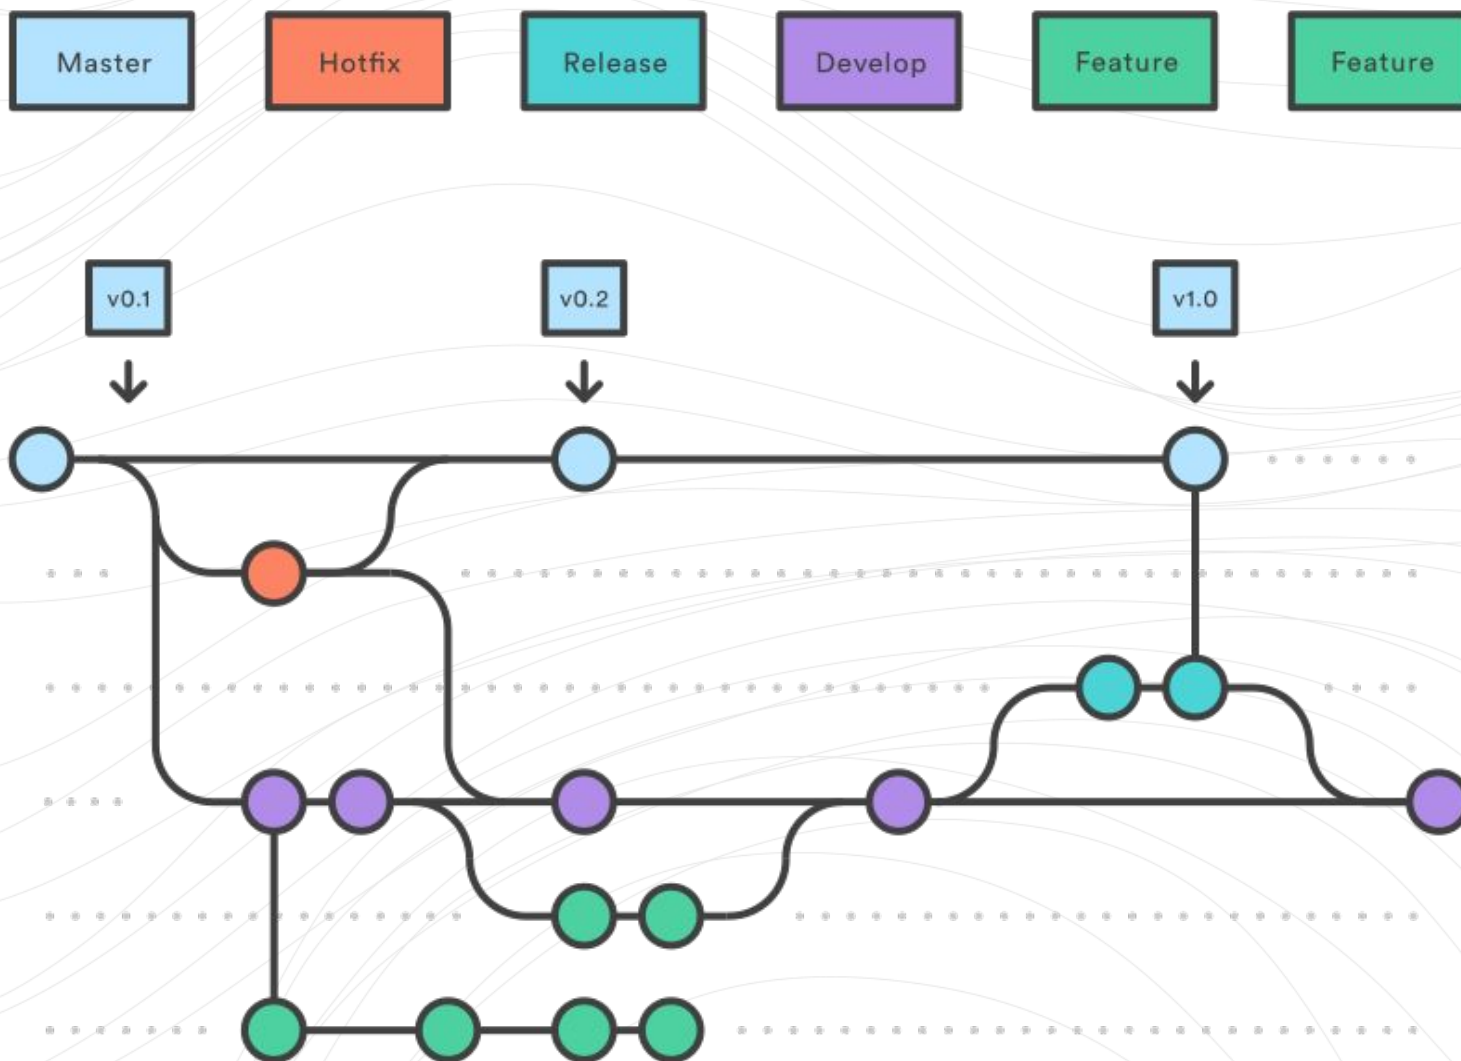 Master
Hotfix
Release
Develop
Feature
Feature
v0.1
v0.2
v1.0